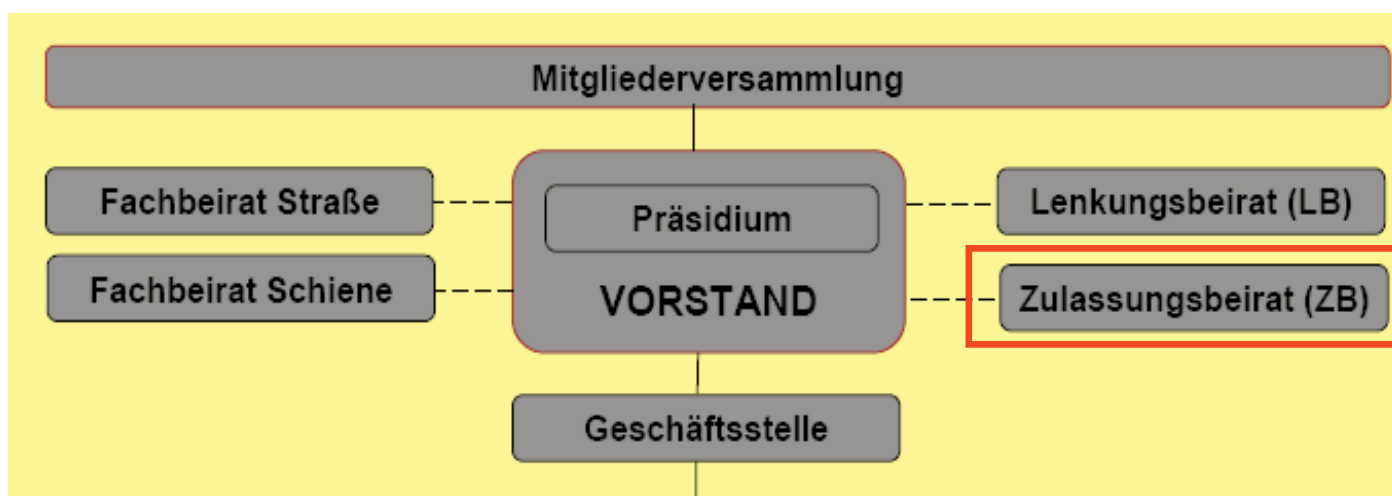 Mitgliederversammlung
Fachbeirat Straße
Präsidium
Lenkungsbeirat (LB)
Fachbeirat Schiene
VORSTAND
Zulassungsbeirat (ZB)
Geschäftsstelle